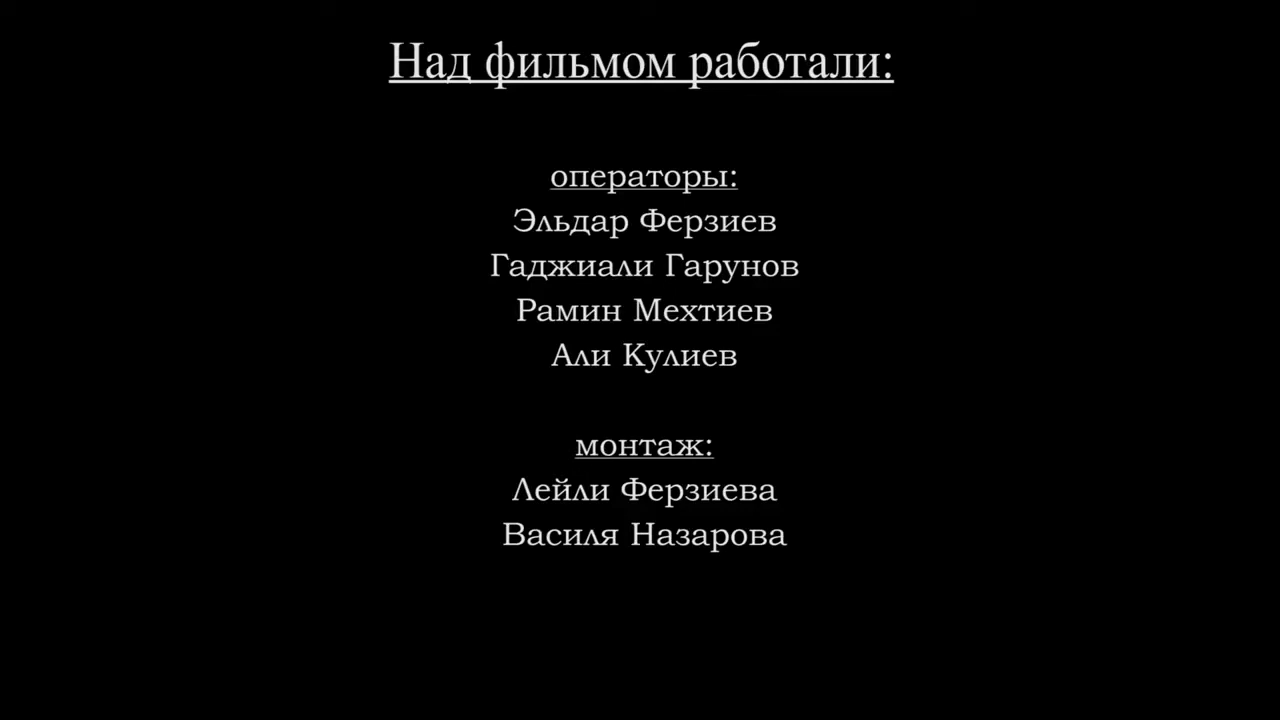 Над фильмом работали:
операторы:
Эльдар Ферзиев
Гаджиали Гарунов
Рамин Мехтиев
Али Кулиев
монтаж:
Лейли Ферзиева
Василя Назарова